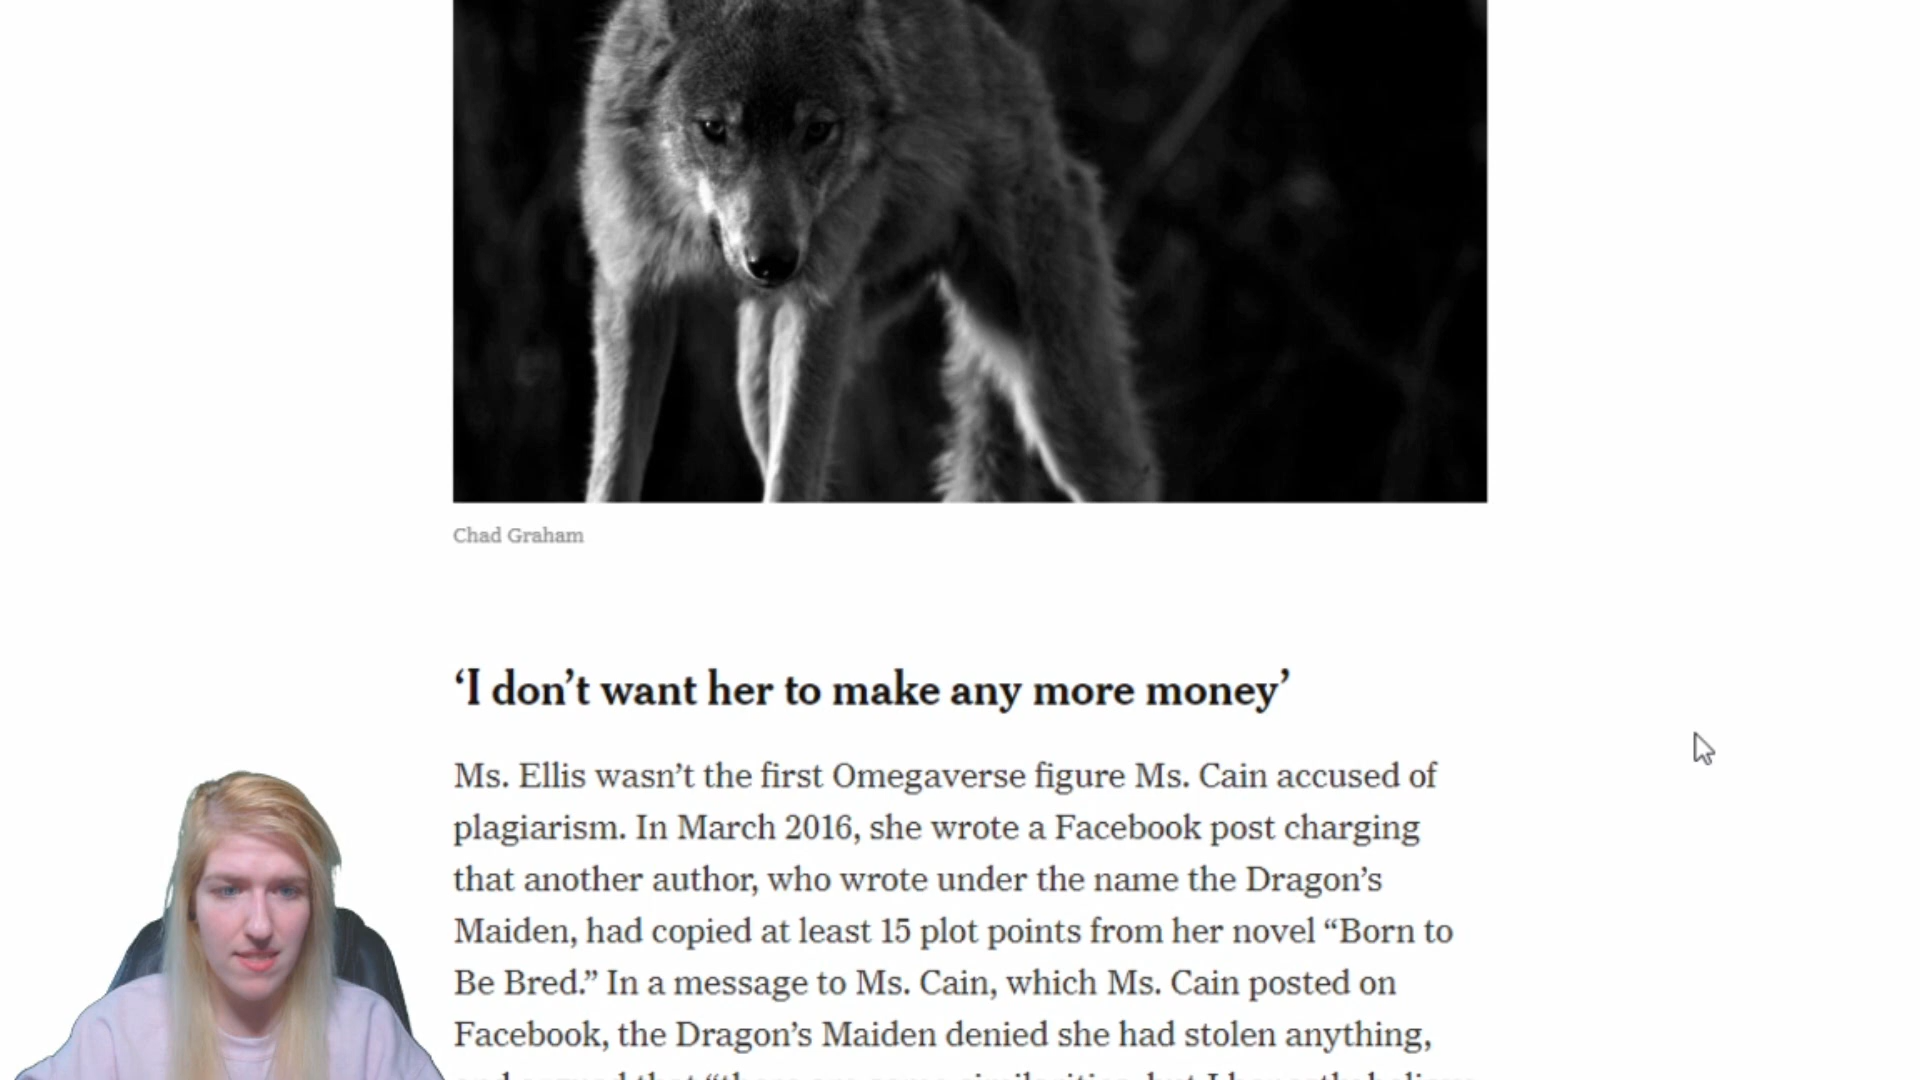 Chad Graham
‘I don’t want her to make any more money’
Ms. Ellis wasn’t the first Omegaverse figure Ms. Cain accused of
plagiarism. In March 2016, she wrote a Facebook post charging
that another author, who wrote under the name the Dragon’s
Maiden, had copied at least 15 plot points from her novel “Born to
Be Bred.” In a message to Ms. Cain, which Ms. Cain posted on
Facebook, the Dragon’s Maiden denied she had stolen anything,